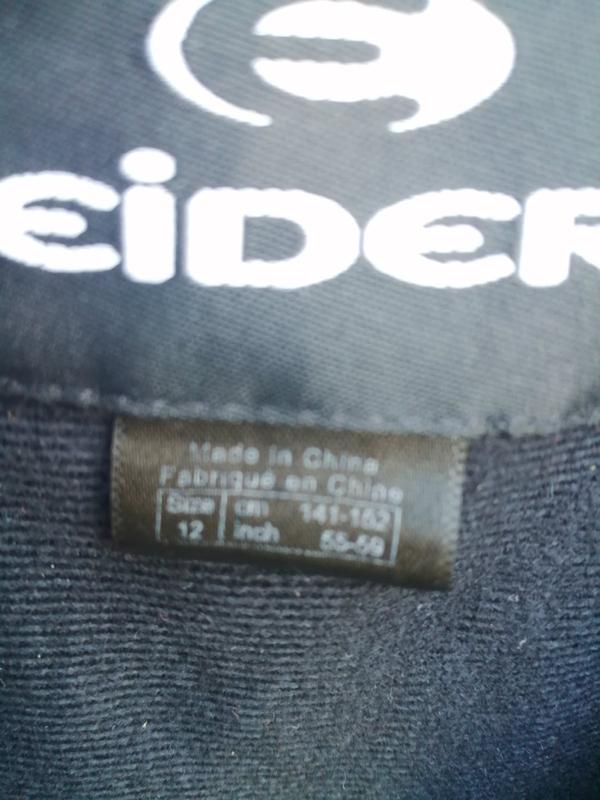 EiDER
Made in China
Fabriqué en Chine
Size cm 141-152
12 inch 55-59